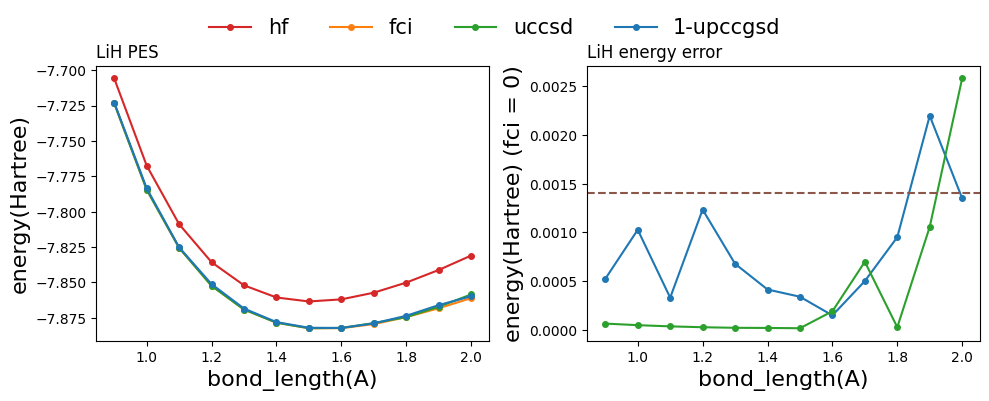 hf fci uccsd 1-upccgsd
LiH PES
−7.700
−7.725
−7.750
−7.775
−7.800
−7.825
−7.850
−7.875
energy(Hartree)
1.0 1.2 1.4 1.6 1.8 2.0
bond_length(A)
LiH energy error
0.0025
0.0020
0.0015
0.0010
0.0005
0.0000
energy(Hartree) (fci = 0)
1.0 1.2 1.4 1.6 1.8 2.0
bond_length(A)